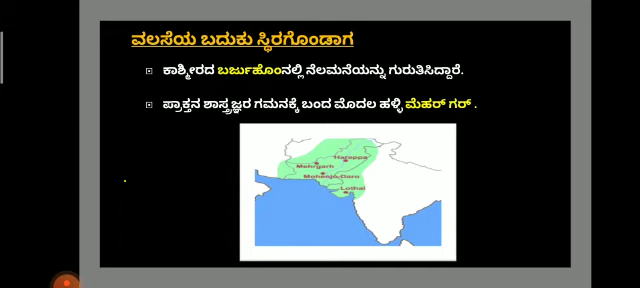 ವಲಸೆಯ ಬದುಕು ಸ್ಥಿರಗೊಂಡಾಗ
ಕಾಶ್ಮೀರದ ಬರ್ಜುಹೊಂನಲ್ಲಿ ನೆಲಮನೆಯನ್ನು ಗುರುತಿಸಿದ್ದಾರೆ.
ಪ್ರಾಕ್ತನ ಶಾಸ್ತ್ರಜ್ಞರ ಗಮನಕ್ಕೆ ಬಂದ ಮೊದಲ ಹಳ್ಳಿ ಮೆಹರ್ ಗರ್ .
Harappa
Mehrgarh
Mohenjo-Daro
Lothal